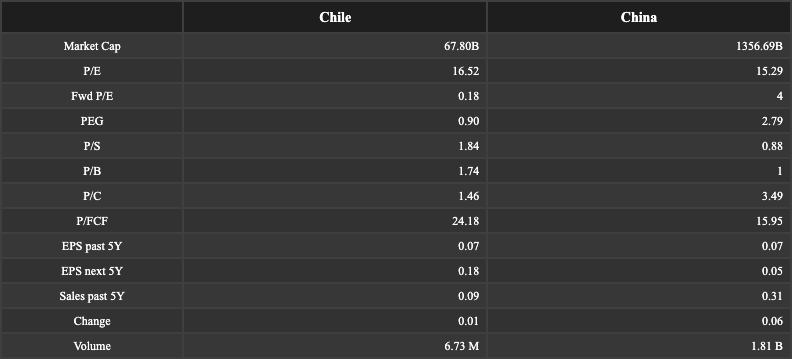 Chile China
Market Cap 67.80B 1356.69B
P/E 16.52 15.29
Fwd P/E 0.18 4
PEG 0.90 2.79
P/S 1.84 0.88
P/B 1.74 1
P/C 1.46 3.49
P/FCF 24.18 15.95
EPS past 5Y 0.07 0.07
EPS next 5Y 0.18 0.05
Sales past 5Y 0.09 0.31
Change 0.01 0.06
Volume 6.73 M 1.81 B